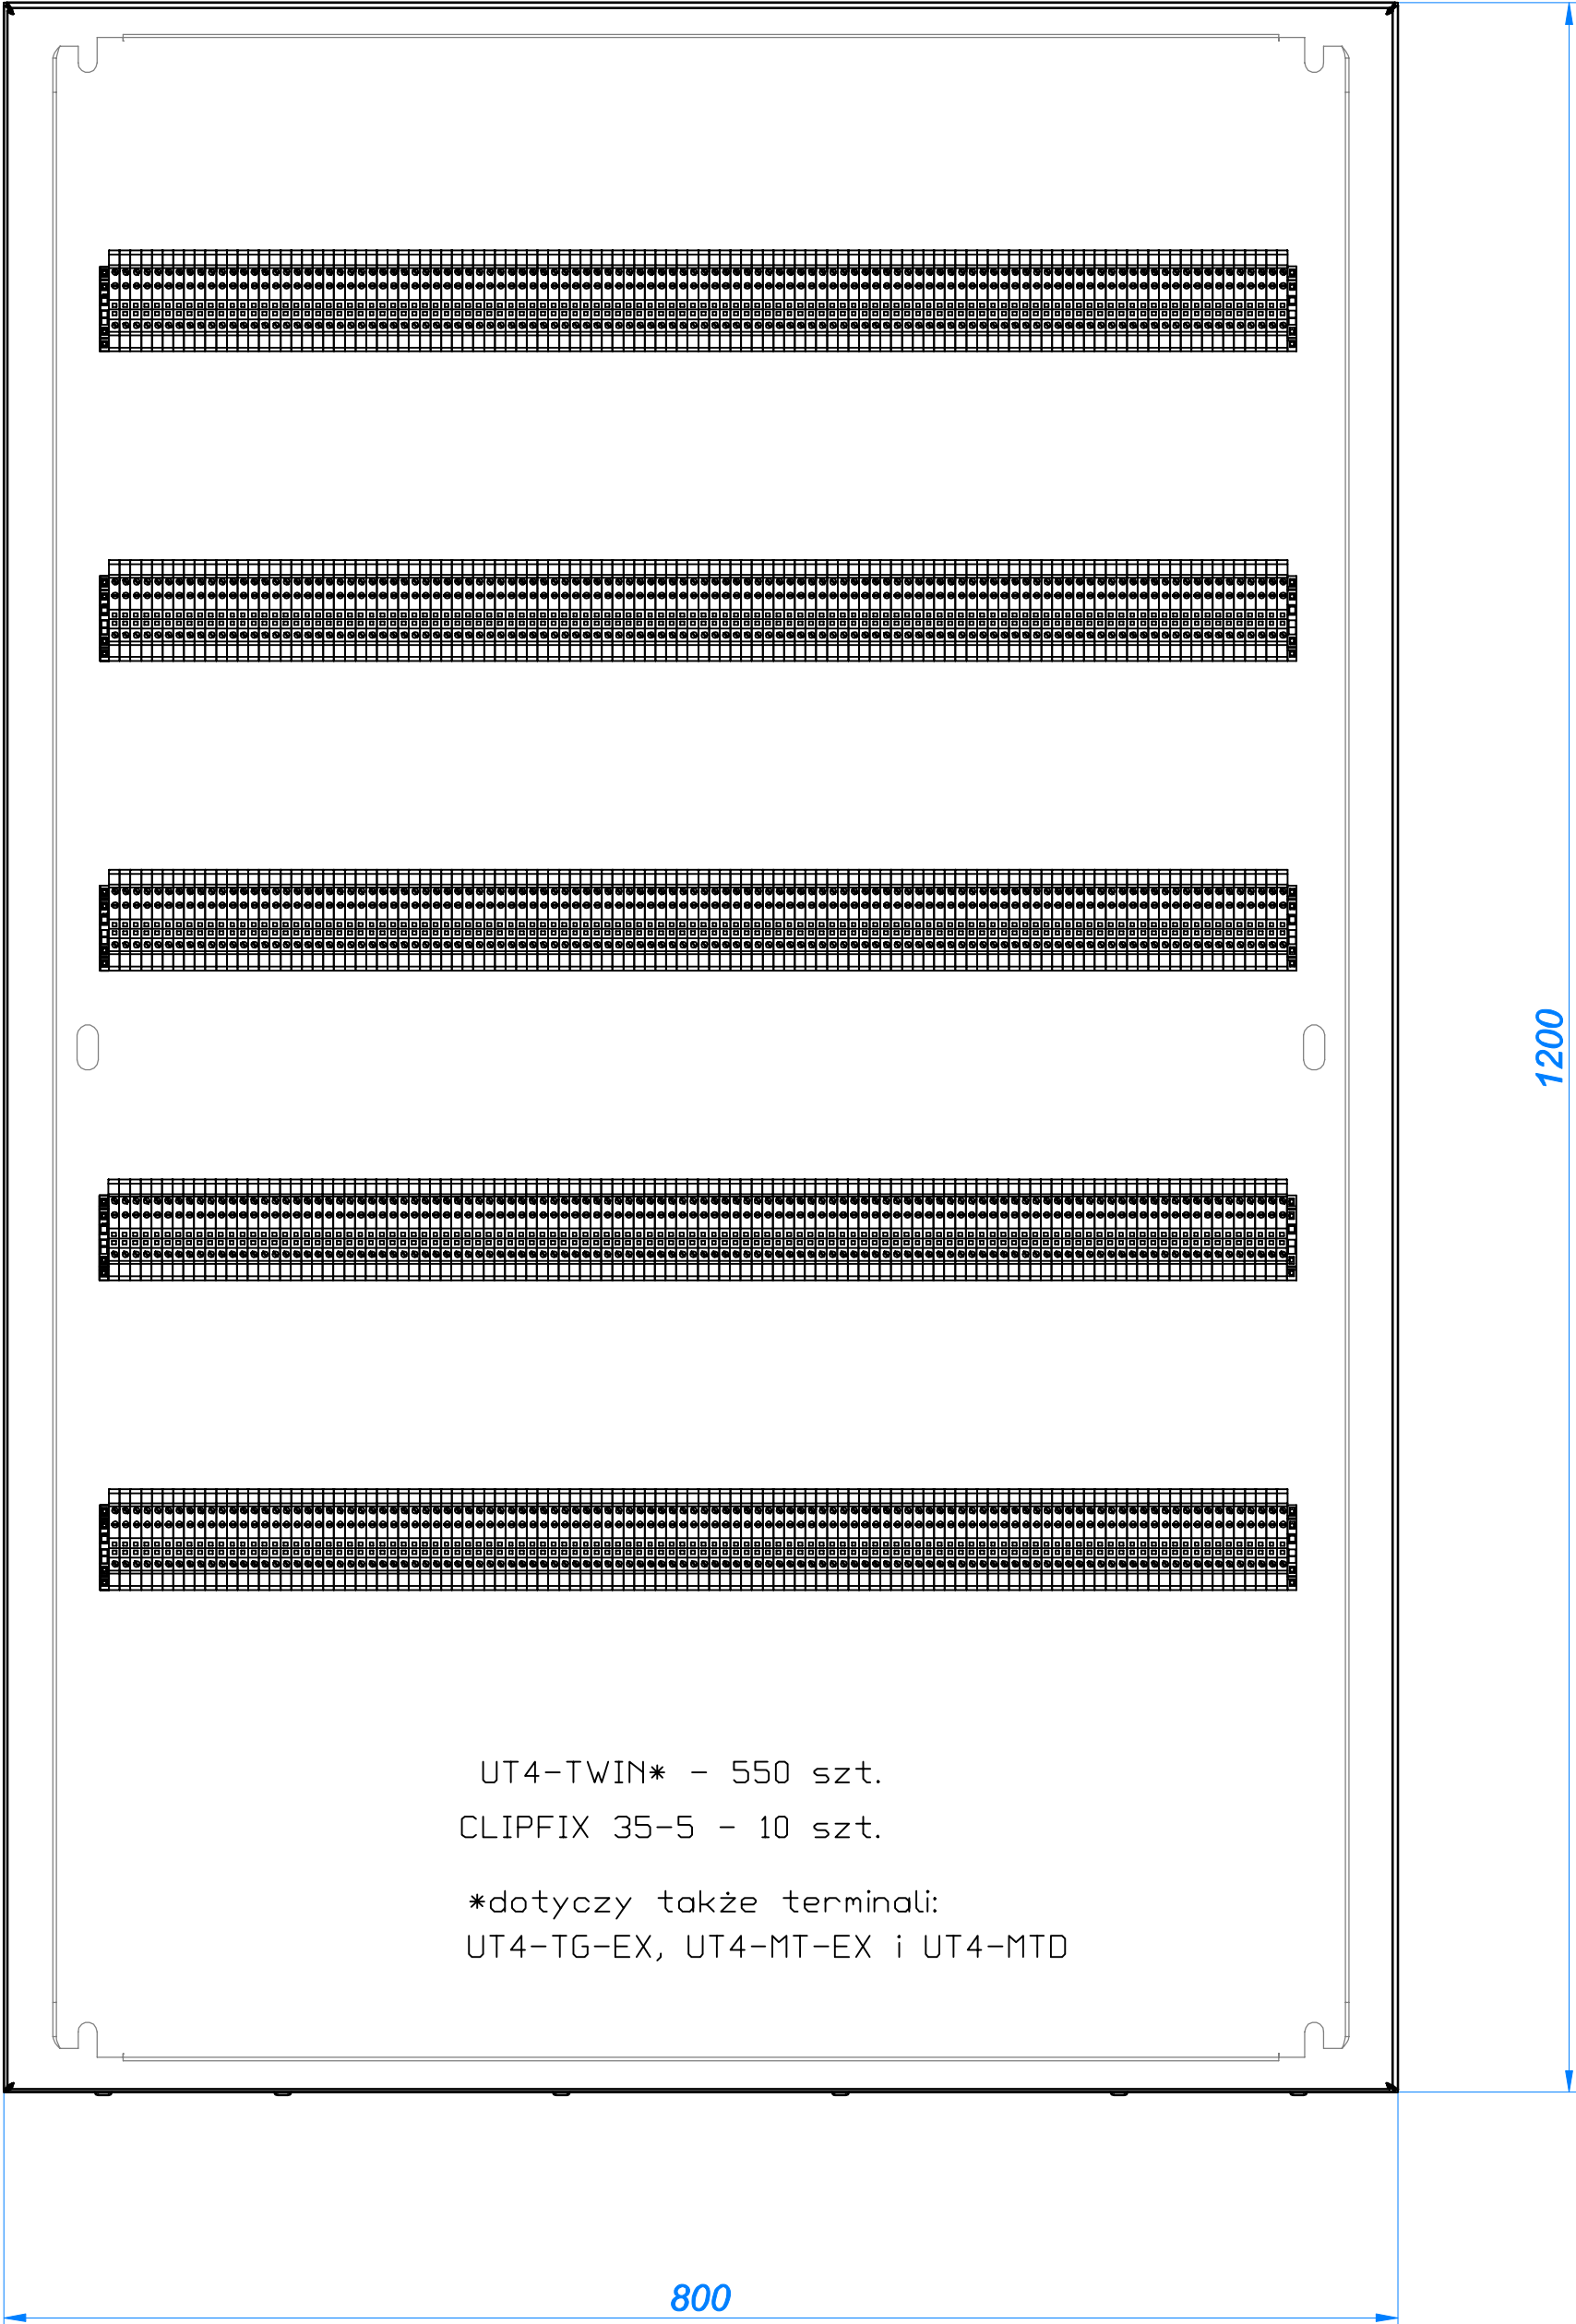 1200
UT4-TWIN* - 550 szt.
CLIPFIX 35-5 - 10 szt.
*dotyczy także terminali:
UT4-TG-EX, UT4-MT-EX i UT4-MTD
800